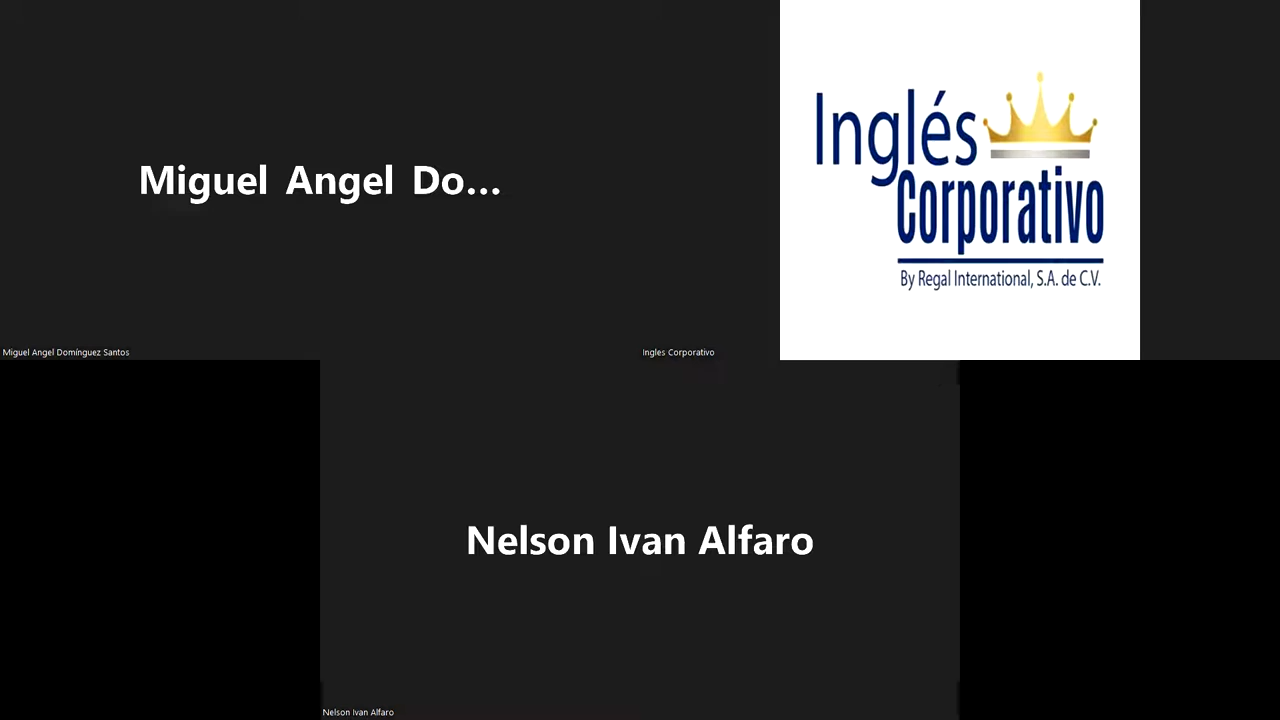 Miguel Angel Do...
Miguel Angel Domínguez Santos
Inglés
Corporativo
By Regal International, S.A. de C.V.
Ingles Corporativo
Nelson Ivan Alfaro
Nelson Ivan Alfaro